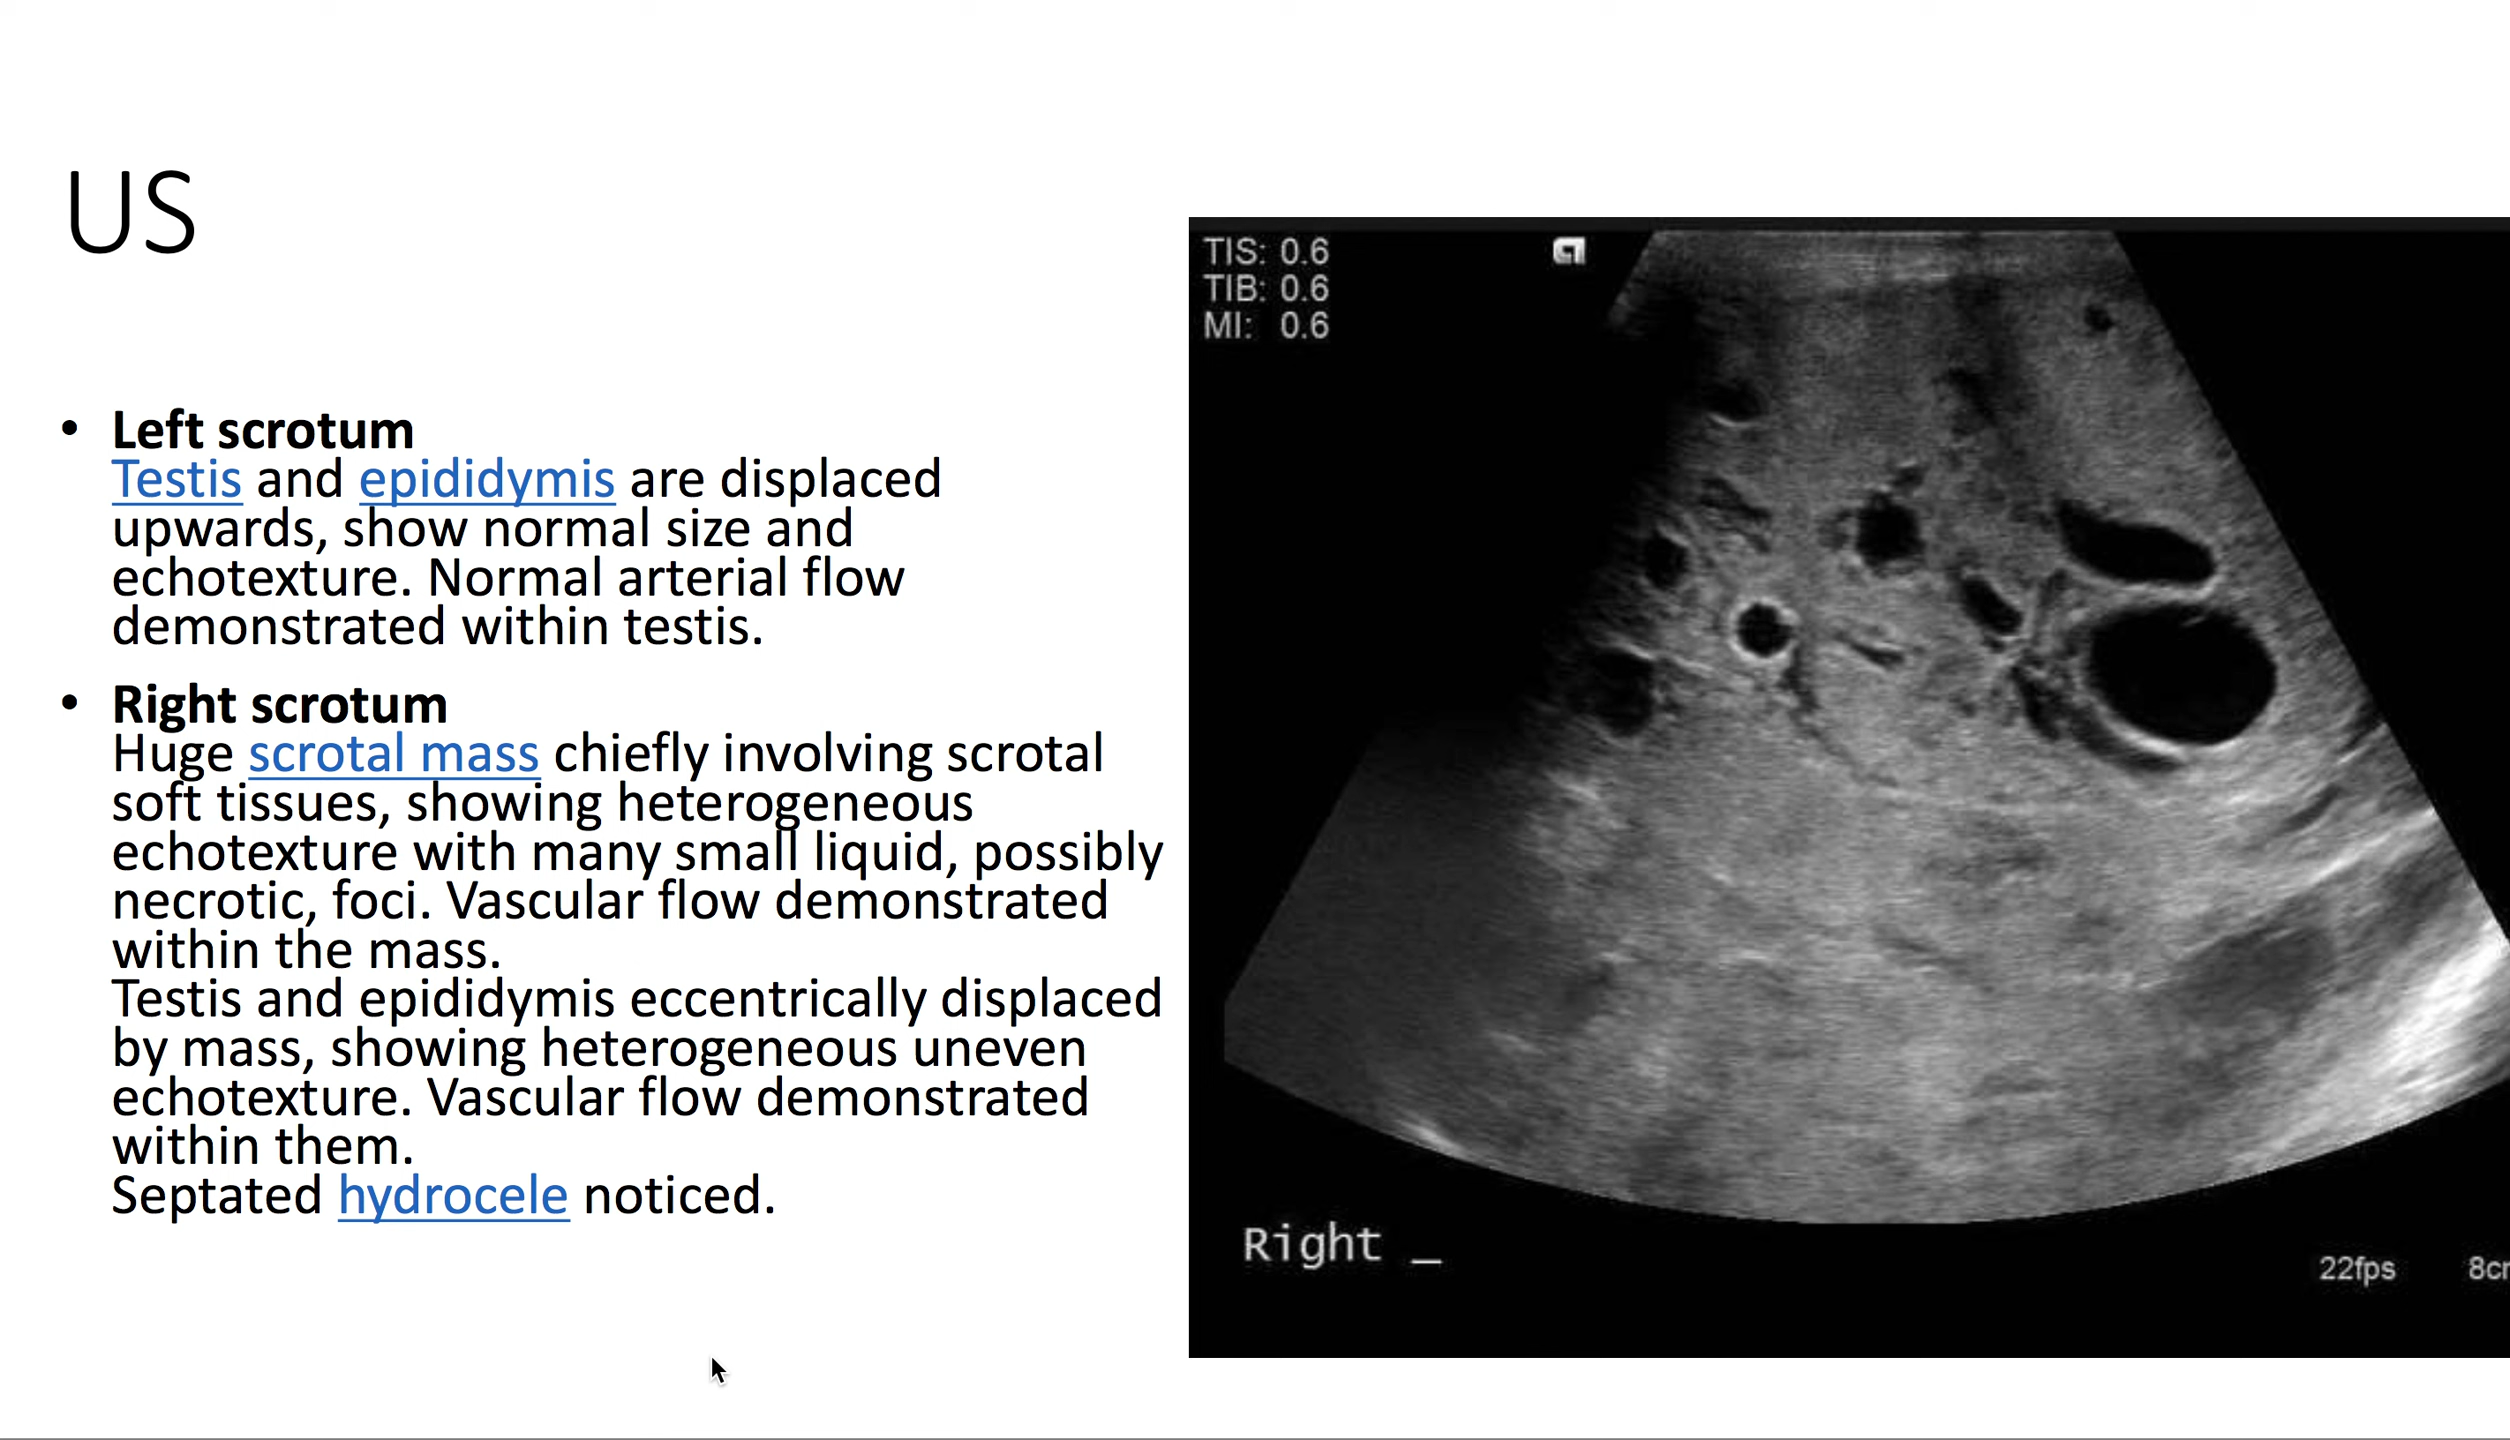 US
• Left scrotum
Testis and epididymis are displaced
upwards, show normal size and
echotexture. Normal arterial flow
demonstrated within testis.
• Right scrotum
Huge scrotal mass chiefly involving scrotal
soft tissues, showing heterogeneous
echotexture with many small liquid, possibly
necrotic, foci. Vascular flow demonstrated
within the mass.
Testis and epididymis eccentrically displaced
by mass, showing heterogeneous uneven
echotexture. Vascular flow demonstrated
within them.
Septated hydrocele noticed.
TIS: 0.6
TIB: 0.6
MI: 0.6
Right _
22fps